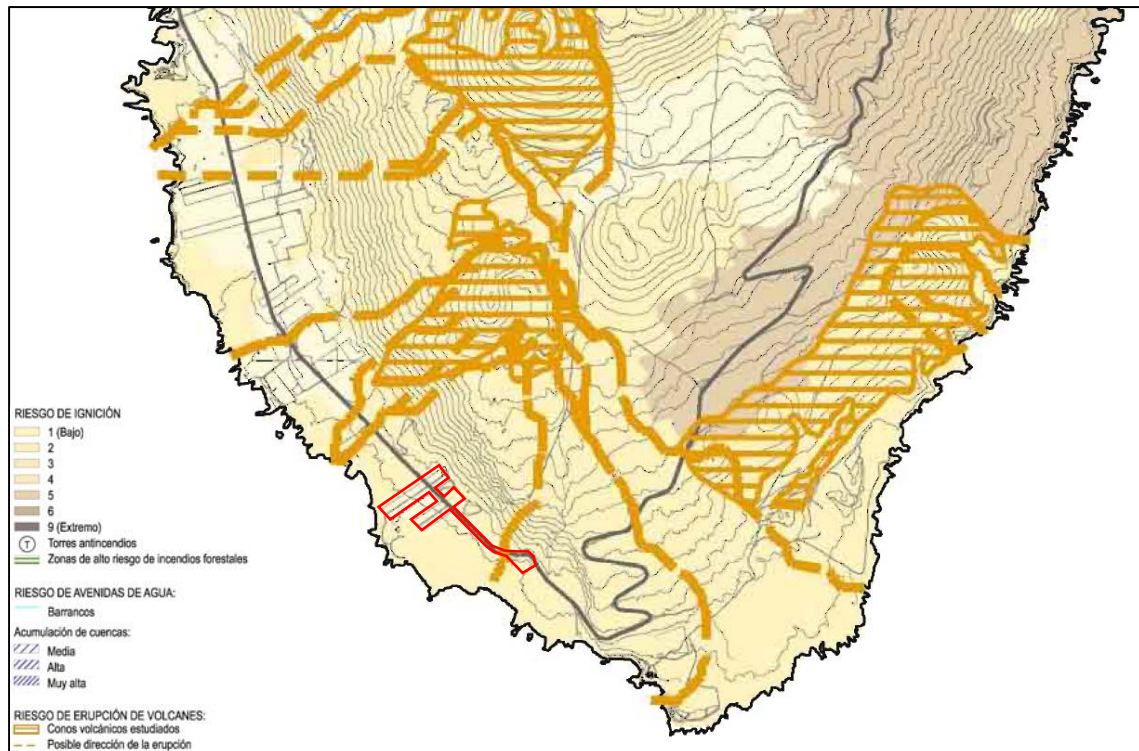 RIESGO DE IGNICIÓN
1 (Bajo)
2
3
4
5
6
9 (Extremo)
T Torres antincendios
Zonas de alto riesgo de incendios forestales
RIESGO DE AVENIDAS DE AGUA:
Barrancos
Acumulación de cuencas:
Media
Alta
Muy alta
RIESGO DE ERUPCIÓN DE VOLCANES:
Conos volcánicos estudiados
Posible dirección de la erupción